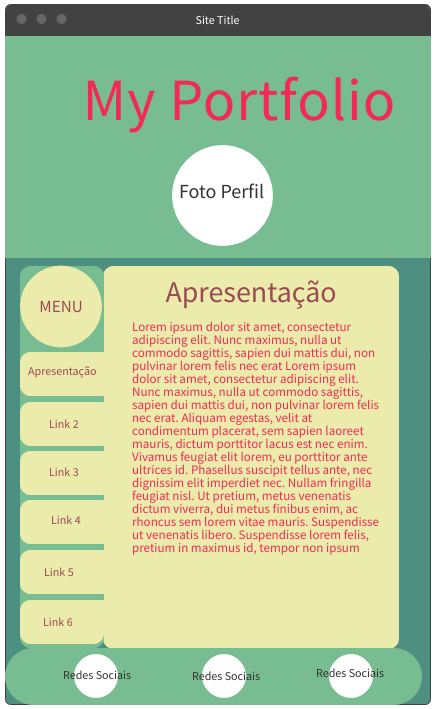 Site Title
My Portfolio
Foto Perfil
MENU
Apresentação
Link 2
Link 3
Link 4
Link 5
Link 6
Apresentação
Lorem ipsum dolor sit amet, consectetur
adipiscing elit. Nunc maximus, nulla ut
commodo sagittis, sapien dui mattis dui, non
pulvinar lorem felis nec erat Lorem ipsum
dolor sit amet, consectetur adipiscing elit.
Nunc maximus, nulla ut commodo sagittis,
sapien dui mattis dui, non pulvinar lorem felis
nec erat. Aliquam egestas, velit at
condimentum placerat, sem sapien laoreet
mauris, dictum porttitor lacus est nec enim.
Vivamus feugiat elit lorem, eu porttitor ante
ultrices id. Phasellus suscipit tellus ante, nec
dignissim elit imperdiet nec. Nullam fringilla
feugiat nisl. Ut pretium, metus venenatis
dictum viverra, dui metus finibus enim, ac
rhoncus sem lorem vitae mauris. Suspendisse
ut venenatis libero. Suspendisse lorem felis,
pretium in maximus id, tempor non ipsum
Redes Sociais
Redes Sociais
Redes Sociais